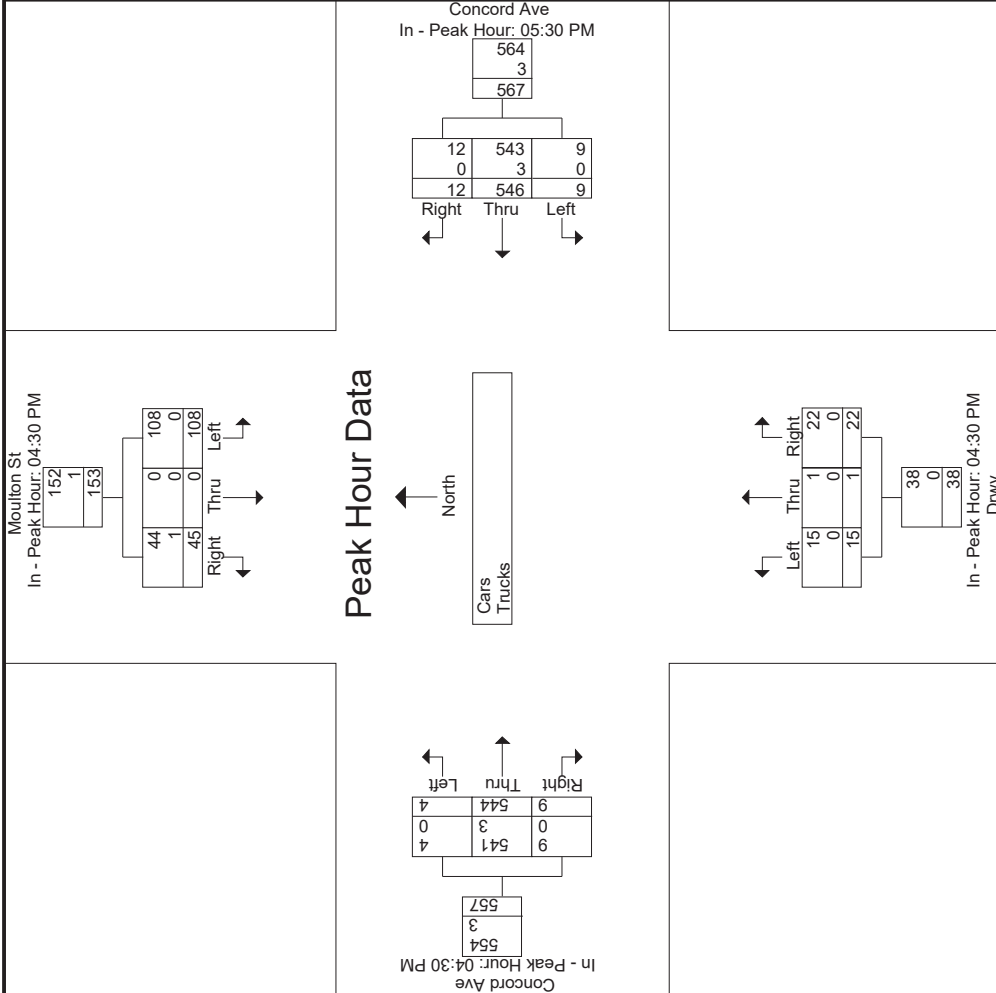 Concord Ave
In - Peak Hour: 05:30 PM
564
3
567
12 543 9
0 3 0
12 546 9
Right Thru Left
Moulton St
In - Peak Hour: 04:30 PM
152
1
153
44 0 108
1 0 0
45 0 108
Right Thru Left
Peak Hour Data
North
Cars
Trucks
Right Thru Left
22 1 15
0 0 0
22 1 15
38
0
38
In - Peak Hour: 04:30 PM
Drwy
Left Thru Right
4 544 9
0 3 0
4 541 9
557
3
554
In - Peak Hour: 04:30 PM
Concord Ave